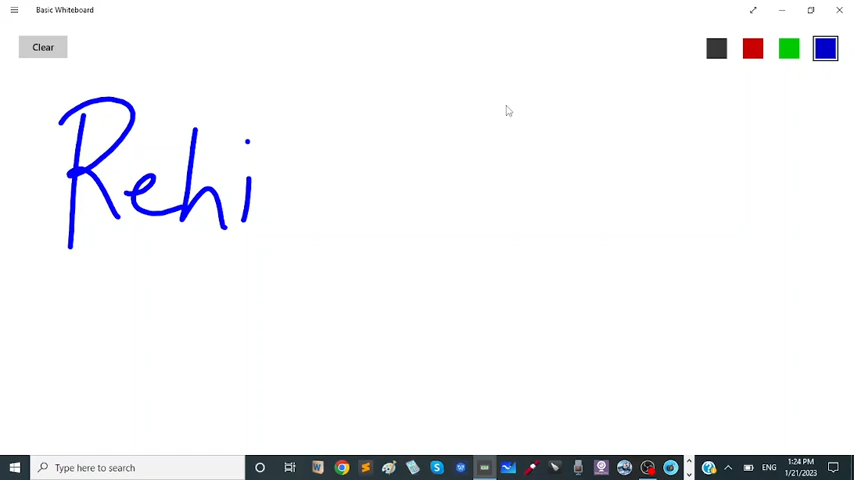 Basic Whiteboard
Clear
Rehi
Type here to search
ENG
1:24 PM
1/21/2023